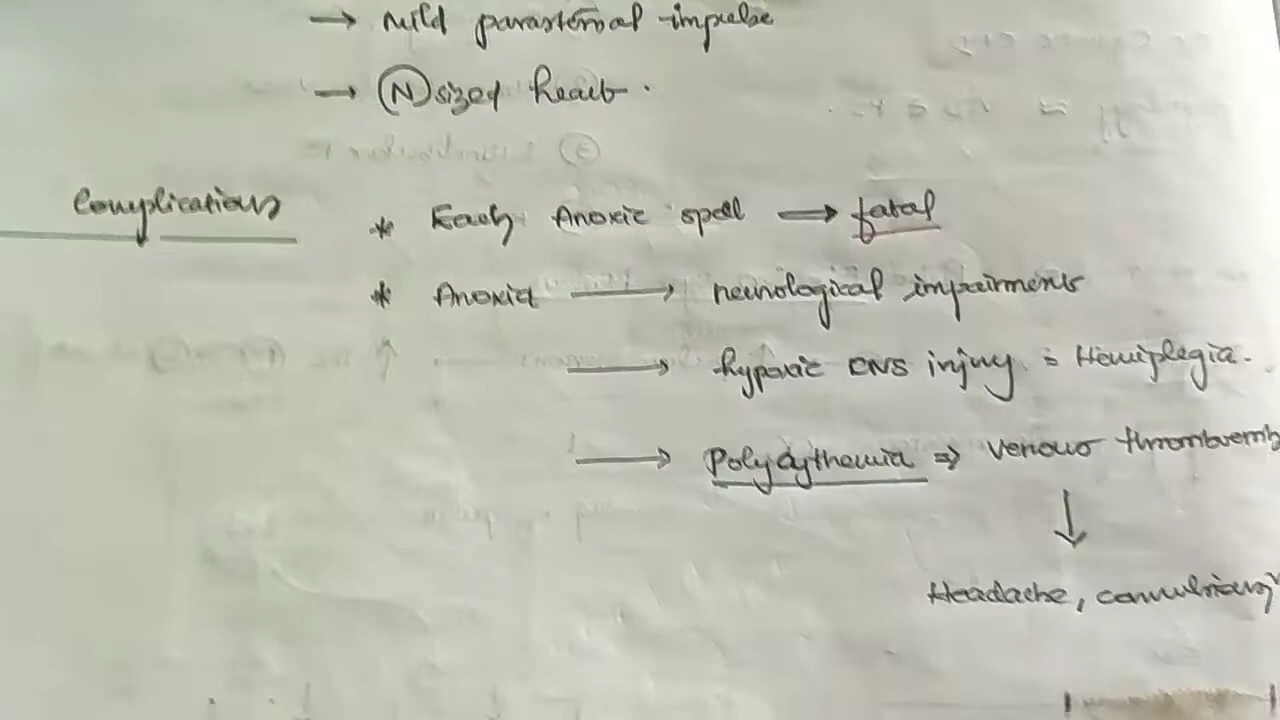 → mild parasternal impulse
→ Ⓝ sized heart.
Complications
* Each Anoxic spell → fatal
* Anoxia → neurological impairments
→ hypoxic CNS injury = Hemiplegia.
→ Polycythemia ⇒ Venous thromboemb
↓
Headache, convulsions